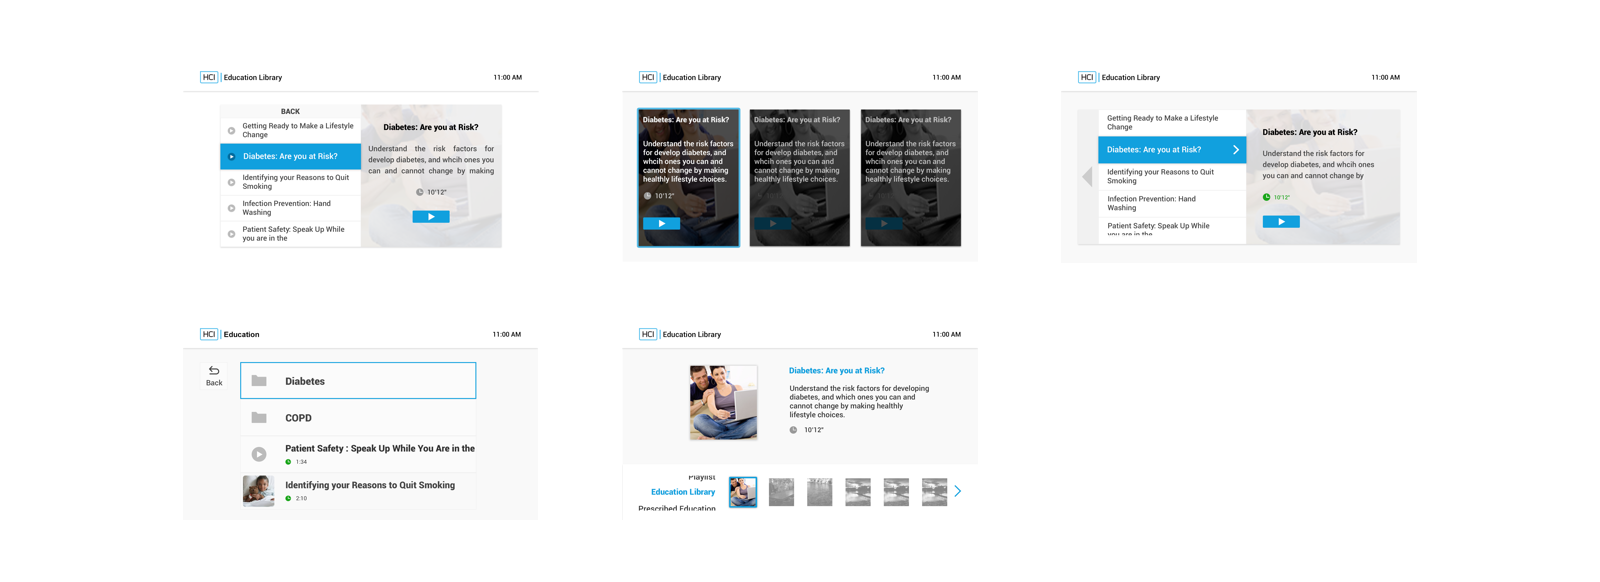 HCI Education Library 11:00 AM
BACK
Getting Ready to Make a Lifestyle
Change
Diabetes: Are you at Risk?
Identifying your Reasons to Quit
Smoking
Infection Prevention: Hand
Washing
Patient Safety: Speak Up While
you are in the
Diabetes: Are you at Risk?
Understand the risk factors for
develop diabetes, and whcih ones you
can and cannot change by making
10'12"
HCI Education Library 11:00 AM
Diabetes: Are you at Risk?
Understand the risk factors
for develop diabetes, and
whcih ones you can and
cannot change by making
healthly lifestyle choices.
10'12"
Diabetes: Are you at Risk?
Understand the risk factors
for develop diabetes, and
whcih ones you can and
cannot change by making
healthly lifestyle choices.
Diabetes: Are you at Risk?
Understand the risk factors
for develop diabetes, and
whcih ones you can and
cannot change by making
healthly lifestyle choices.
HCI Education Library 11:00 AM
Getting Ready to Make a Lifestyle
Change
Diabetes: Are you at Risk?
Identifying your Reasons to Quit
Smoking
Infection Prevention: Hand
Washing
Patient Safety: Speak Up While
you are in the
Diabetes: Are you at Risk?
Understand the risk factors for
develop diabetes, and which ones
you can and cannot change by
10'12"
HCI Education 11:00 AM
Back
Diabetes
COPD
Patient Safety : Speak Up While You Are in the
1:34
Identifying your Reasons to Quit Smoking
2:10
HCI Education Library 11:00 AM
Diabetes: Are you at Risk?
Understand the risk factors for developing
diabetes, and which ones you can and
cannot change by making healthly
lifestyle choices.
10'12"
Playlist
Education Library
Prescribed Education